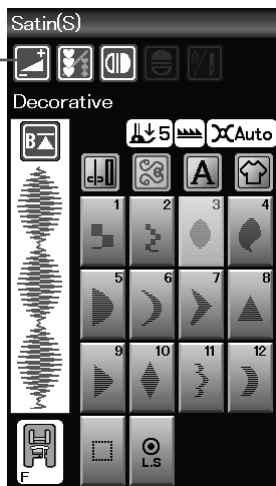 Satin(S)
Decorative
B 5 Auto
A
1 2 3 4
5 6 7 8
9 10 11 12
F L.S